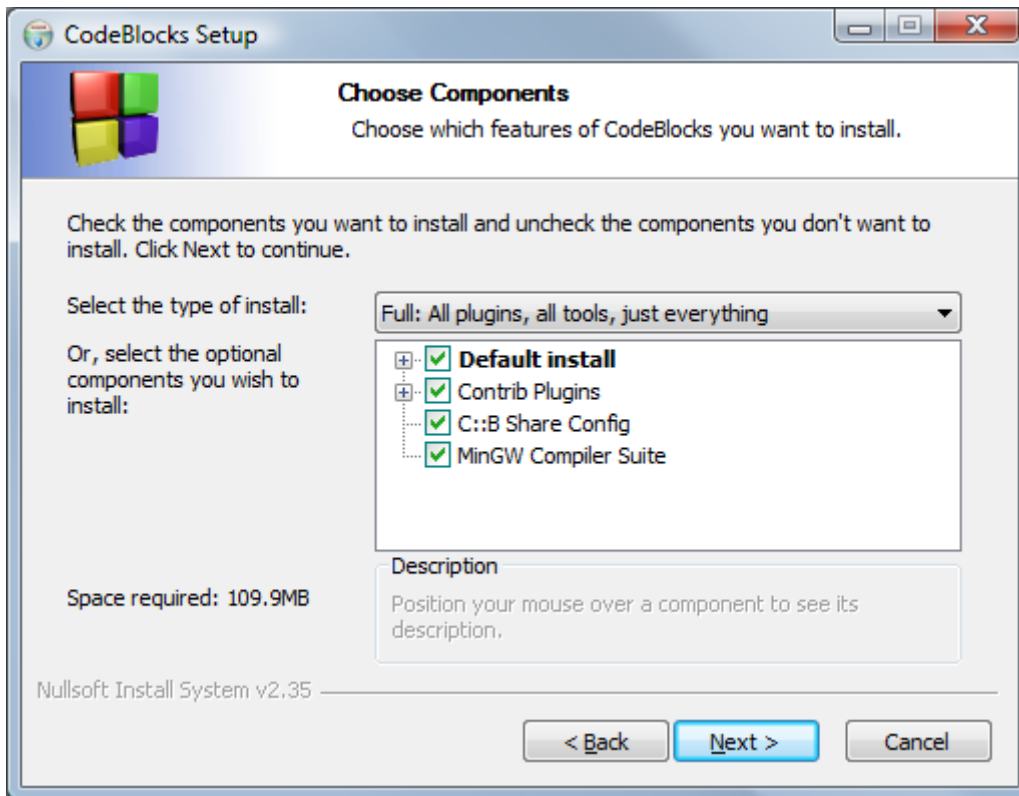 CodeBlocks Setup
Choose Components
Choose which features of CodeBlocks you want to install.
Check the components you want to install and uncheck the components you don't want to
install. Click Next to continue.
Select the type of install:
Full: All plugins, all tools, just everything
Or, select the optional
components you wish to
install:
Default install
Contrib Plugins
C::B Share Config
MinGW Compiler Suite
Space required: 109.9MB
Description
Position your mouse over a component to see its
description.
Nullsoft Install System v2.35
< Back
Next >
Cancel